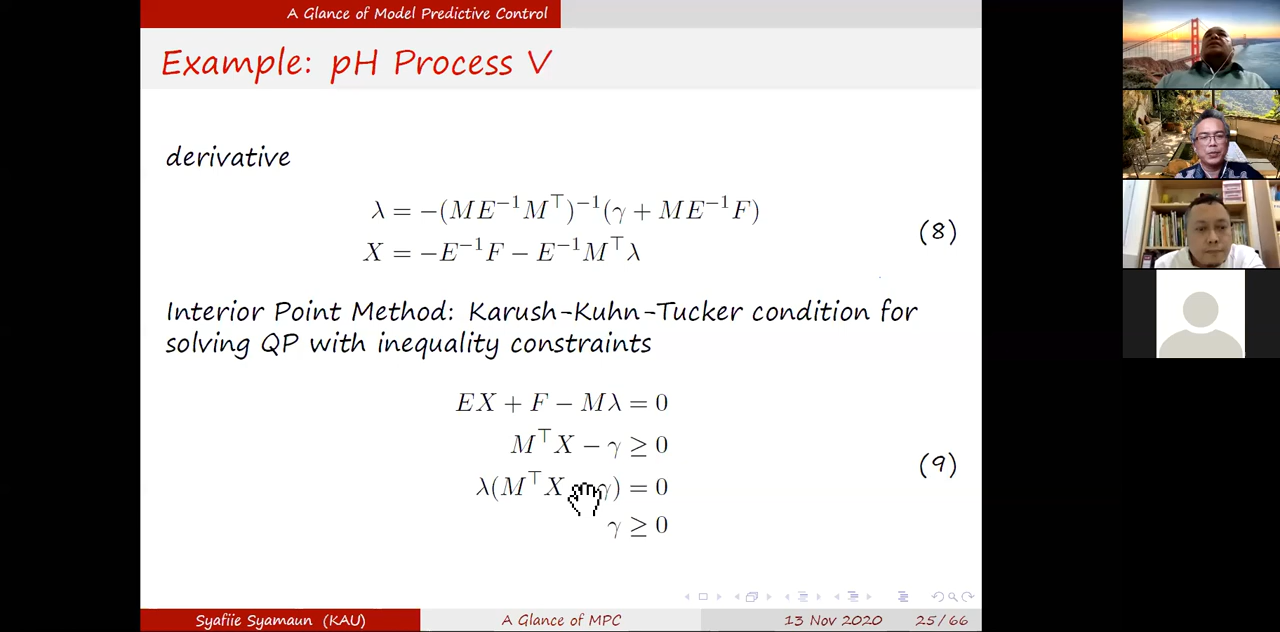 A Glance of Model Predictive Control
Example: pH Process V
derivative
λ = −(ME⁻¹M⊤)⁻¹(γ + ME⁻¹F)
X = −E⁻¹F − E⁻¹M⊤λ
(8)
Interior Point Method: Karush-Kuhn-Tucker condition for
solving QP with inequality constraints
EX + F − Mλ = 0
M⊤X − γ ≥ 0
λ(M⊤X γ) = 0
γ ≥ 0
(9)
Syafiie Syamaun (KAU)
A Glance of MPC
13 Nov 2020
25/66